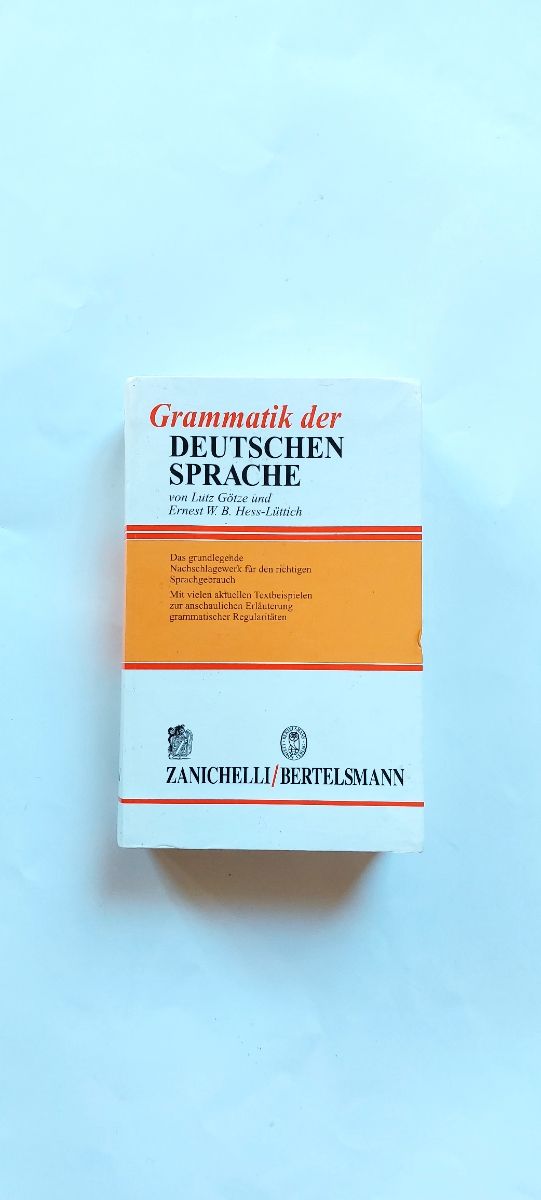 Grammatik der
DEUTSCHEN
SPRACHE
von Lutz Götze und
Ernest W. B. Hess-Lüttich
Das grundlegende
Nachschlagewerk für den richtigen
Sprachgebrauch
Mit vielen aktuellen Textbeispielen
zur anschaulichen Erläuterung
grammatischer Regularitäten
ZANICHELLI/BERTELSMANN